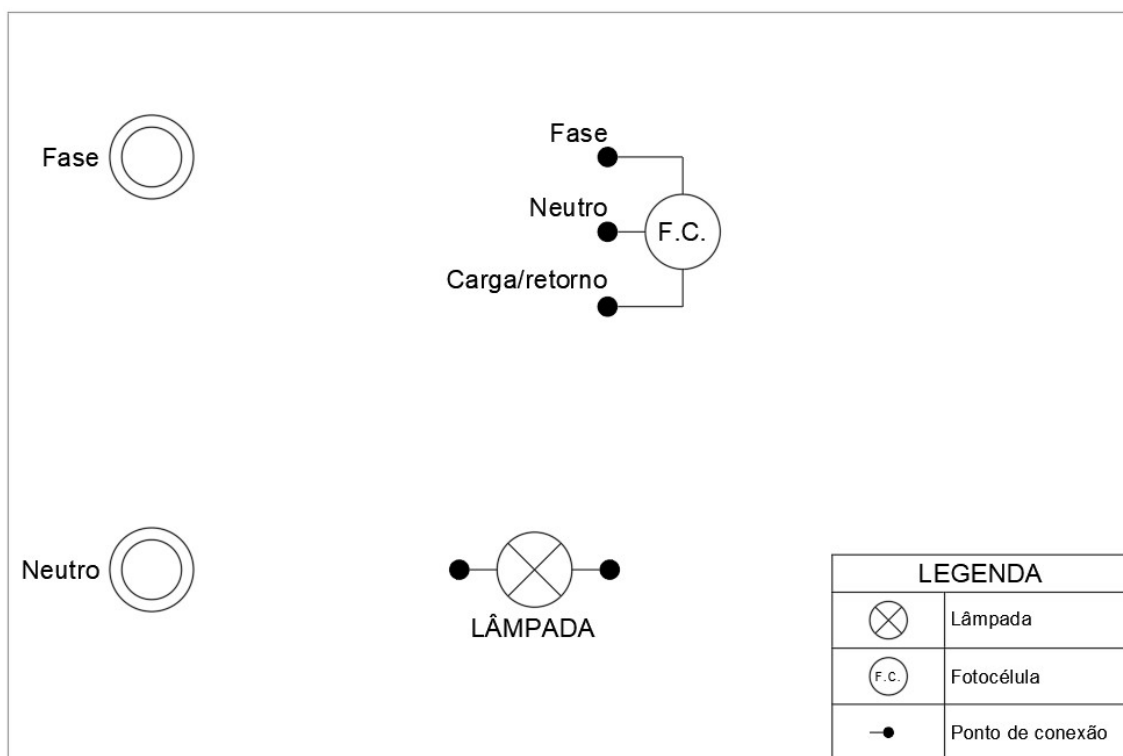 Fase
Fase
Neutro
F.C.
Carga/retorno
Neutro
LÂMPADA
LEGENDA
Lâmpada
F.C.
Fotocélula
Ponto de conexão